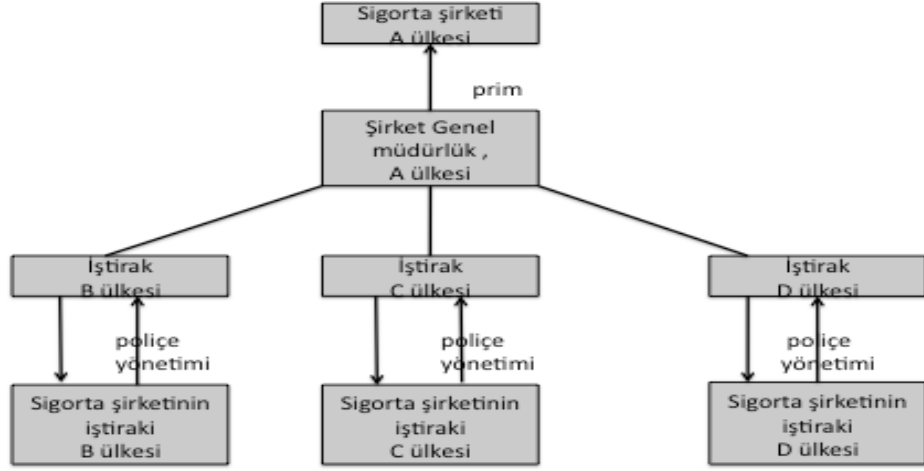 Sigorta şirketi
A ülkesi
prim
Şirket Genel
müdürlük ,
A ülkesi
İştirak
B ülkesi
İştirak
C ülkesi
İştirak
D ülkesi
poliçe
yönetimi
poliçe
yönetimi
poliçe
yönetimi
Sigorta şirketinin
iştiraki
B ülkesi
Sigorta şirketinin
iştiraki
C ülkesi
Sigorta şirketinin
iştiraki
D ülkesi